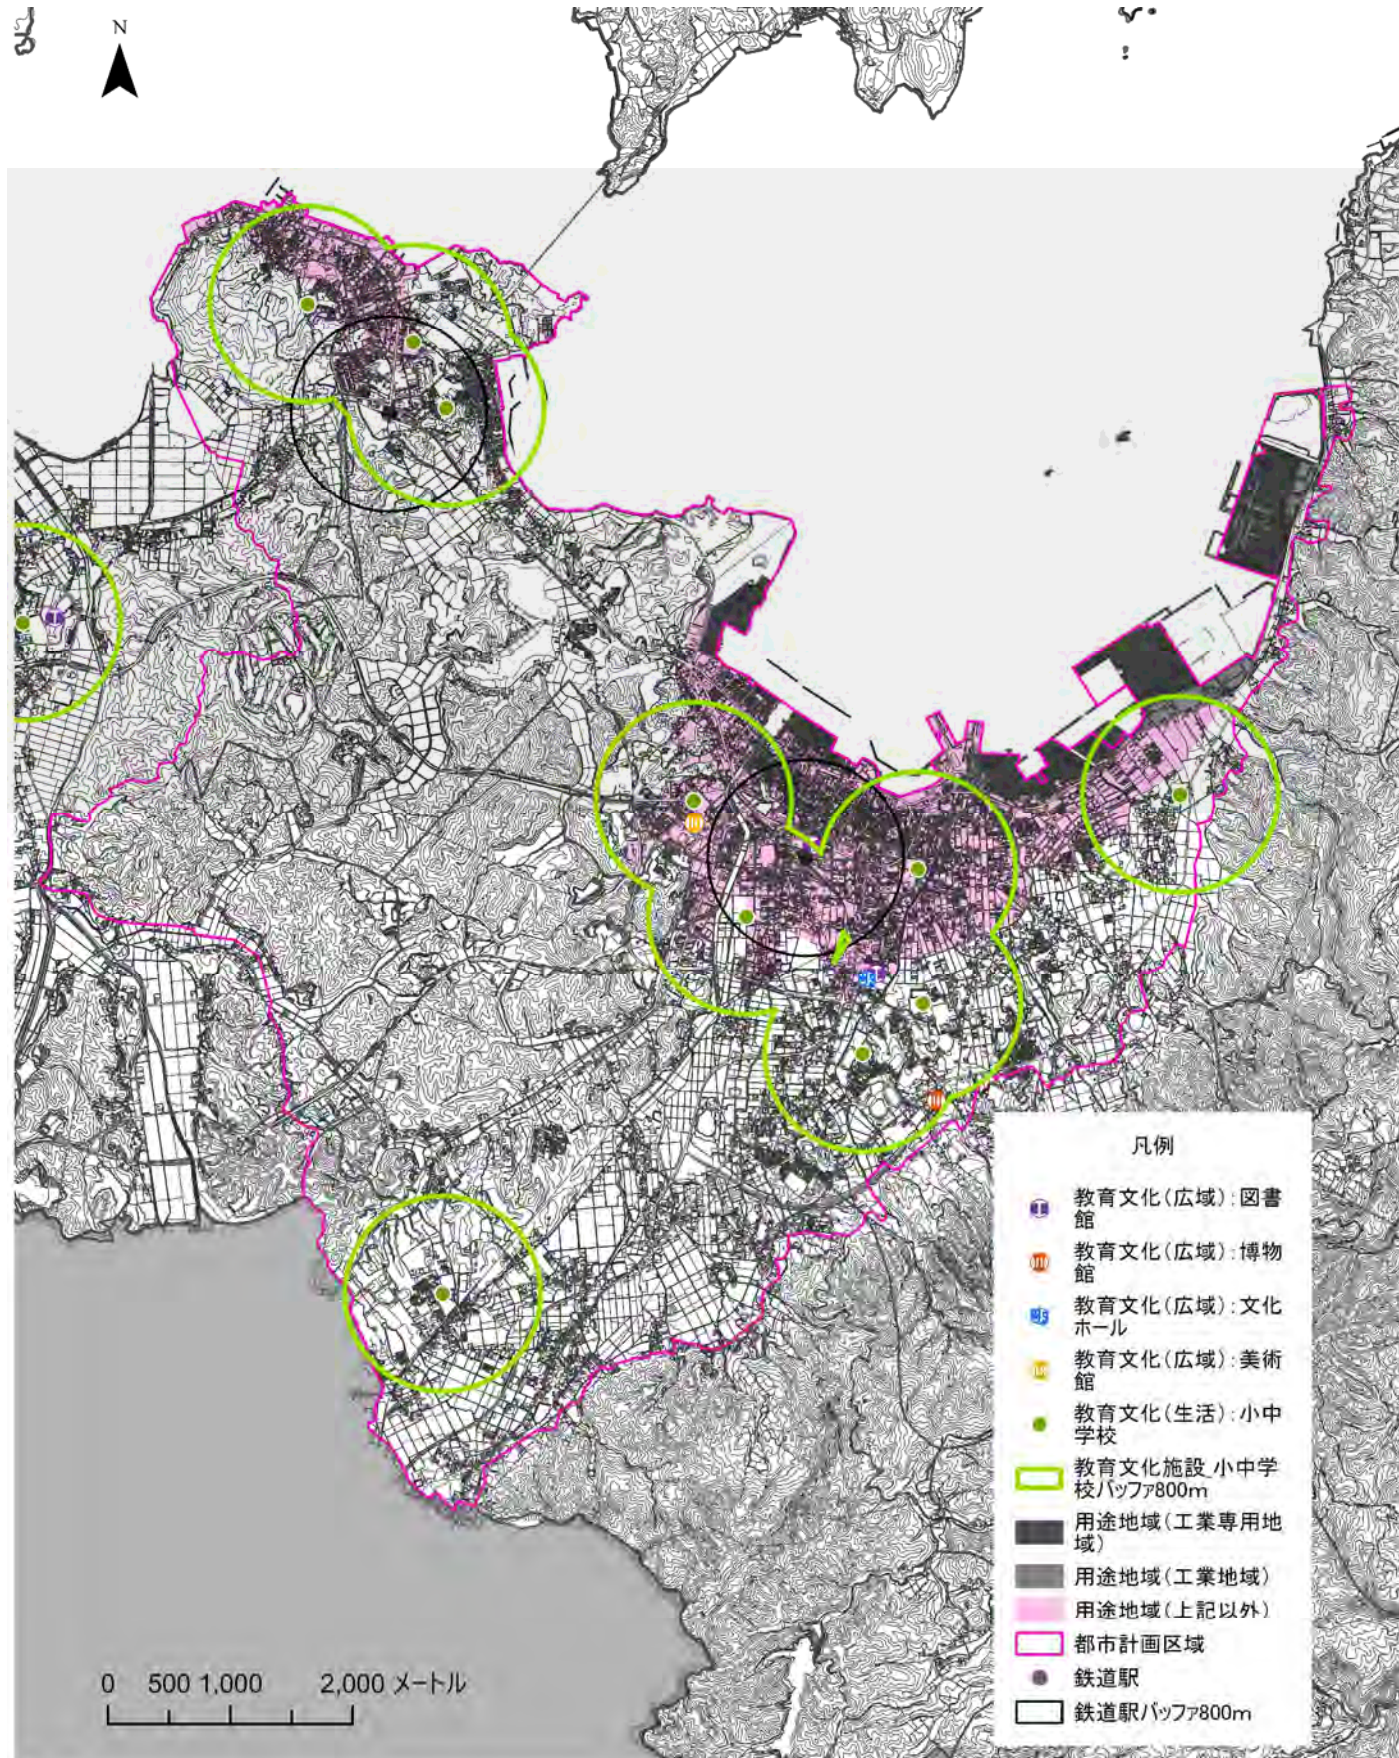 N
凡例
教育文化(広域):図書
館
教育文化(広域):博物
館
教育文化(広域):文化
ホール
教育文化(広域):美術
館
教育文化(生活):小中
学校
教育文化施設_小中学
校バッファ800m
用途地域(工業専用地
域)
用途地域(工業地域)
用途地域(上記以外)
都市計画区域
鉄道駅
鉄道駅バッファ800m
0 500 1,000 2,000 メートル